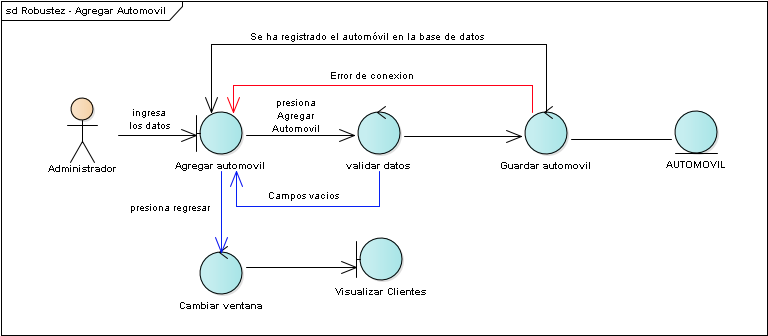 sd Robustez - Agregar Automovil
Se ha registrado el automóvil en la base de datos
Error de conexion
ingresa
los datos
presiona
Agregar
Automovil
Administrador
Agregar automovil
validar datos
Guardar automovil
AUTOMOVIL
Campos vacios
presiona regresar
Cambiar ventana
Visualizar Clientes